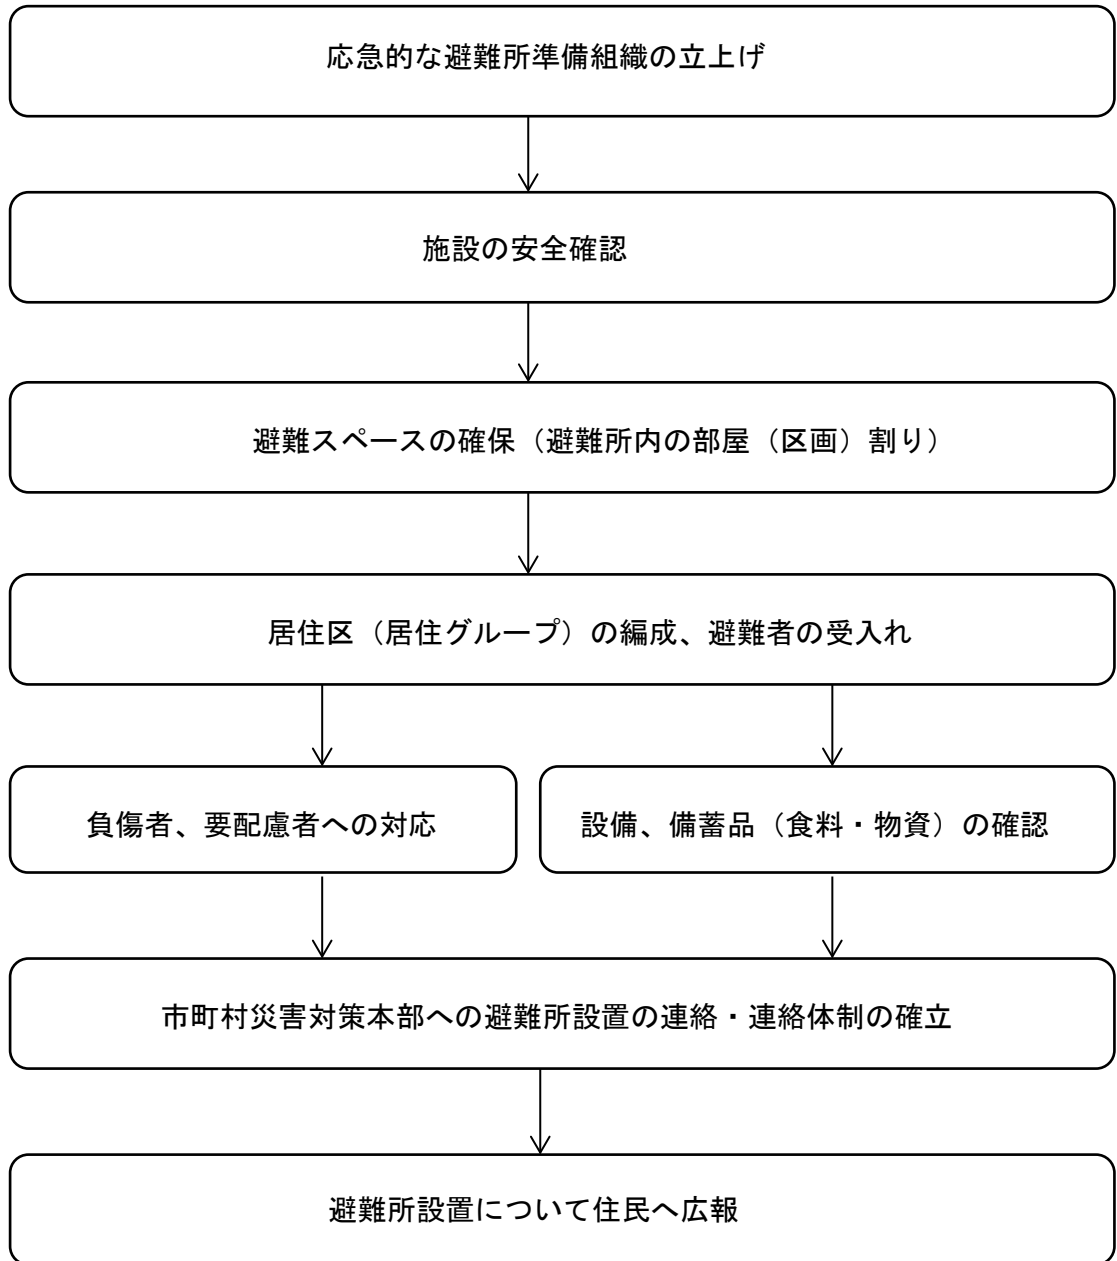 応急的な避難所準備組織の立上げ
施設の安全確認
避難スペースの確保（避難所内の部屋（区画）割り）
居住区（居住グループ）の編成、避難者の受入れ
負傷者、要配慮者への対応
設備、備蓄品（食料・物資）の確認
市町村災害対策本部への避難所設置の連絡・連絡体制の確立
避難所設置について住民へ広報